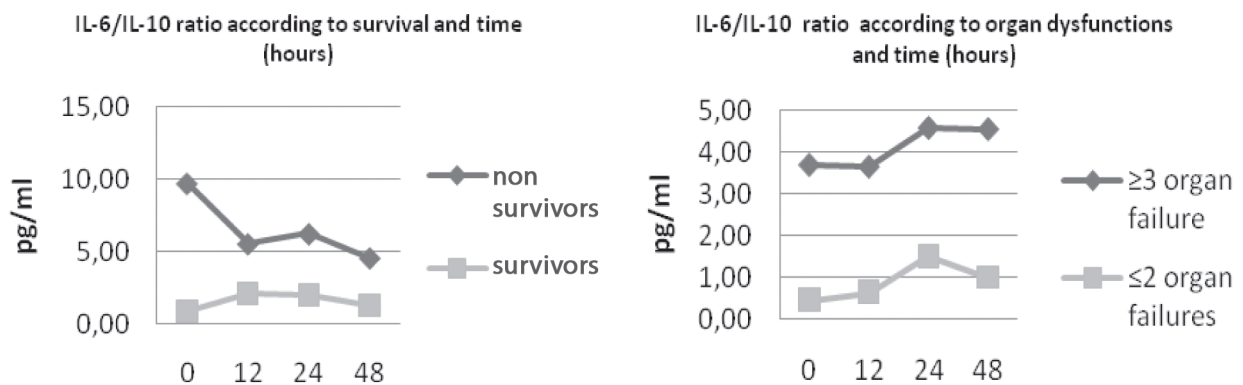 IL-6/IL-10 ratio according to survival and time
(hours)
15,00
10,00
5,00
0,00
pg/ml
0 12 24 48
non
survivors
survivors
IL-6/IL-10 ratio according to organ dysfunctions
and time (hours)
5,00
4,00
3,00
2,00
1,00
0,00
pg/ml
0 12 24 48
≥3 organ
failure
≤2 organ
failures